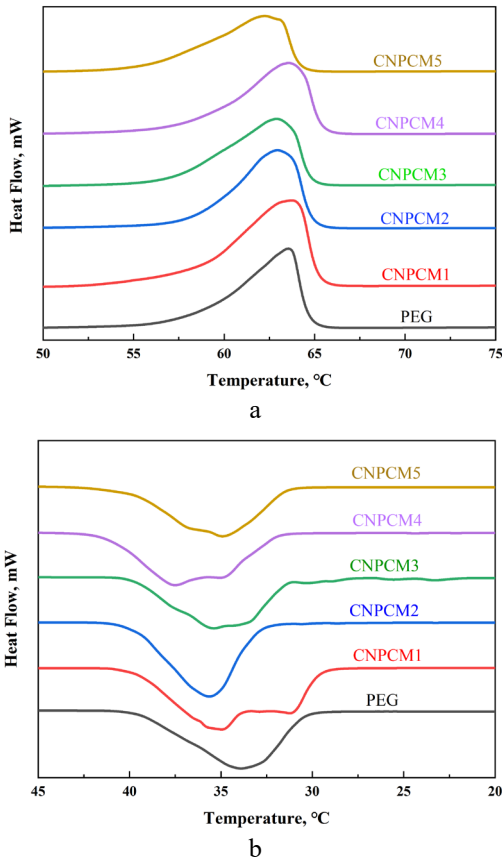 CNPCM5
CNPCM4
CNPCM3
CNPCM2
CNPCM1
PEG
Heat Flow, mW
50 55 60 65 70 75
Temperature, °C
a
CNPCM5
CNPCM4
CNPCM3
CNPCM2
CNPCM1
PEG
Heat Flow, mW
45 40 35 30 25 20
Temperature, °C
b